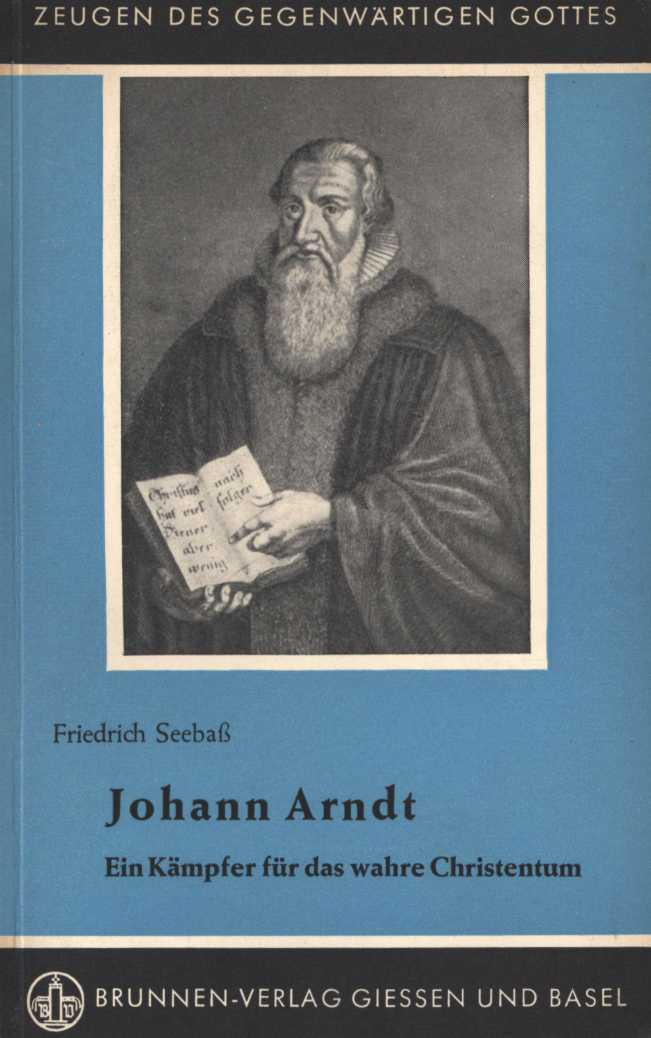 ZEUGEN DES GEGENWÄRTIGEN GOTTES
Christus
hat viel
Diener
aber
wenig
nach
folger
Friedrich Seebaß
Johann Arndt
Ein Kämpfer für das wahre Christentum
B V
BRUNNEN-VERLAG GIESSEN UND BASEL